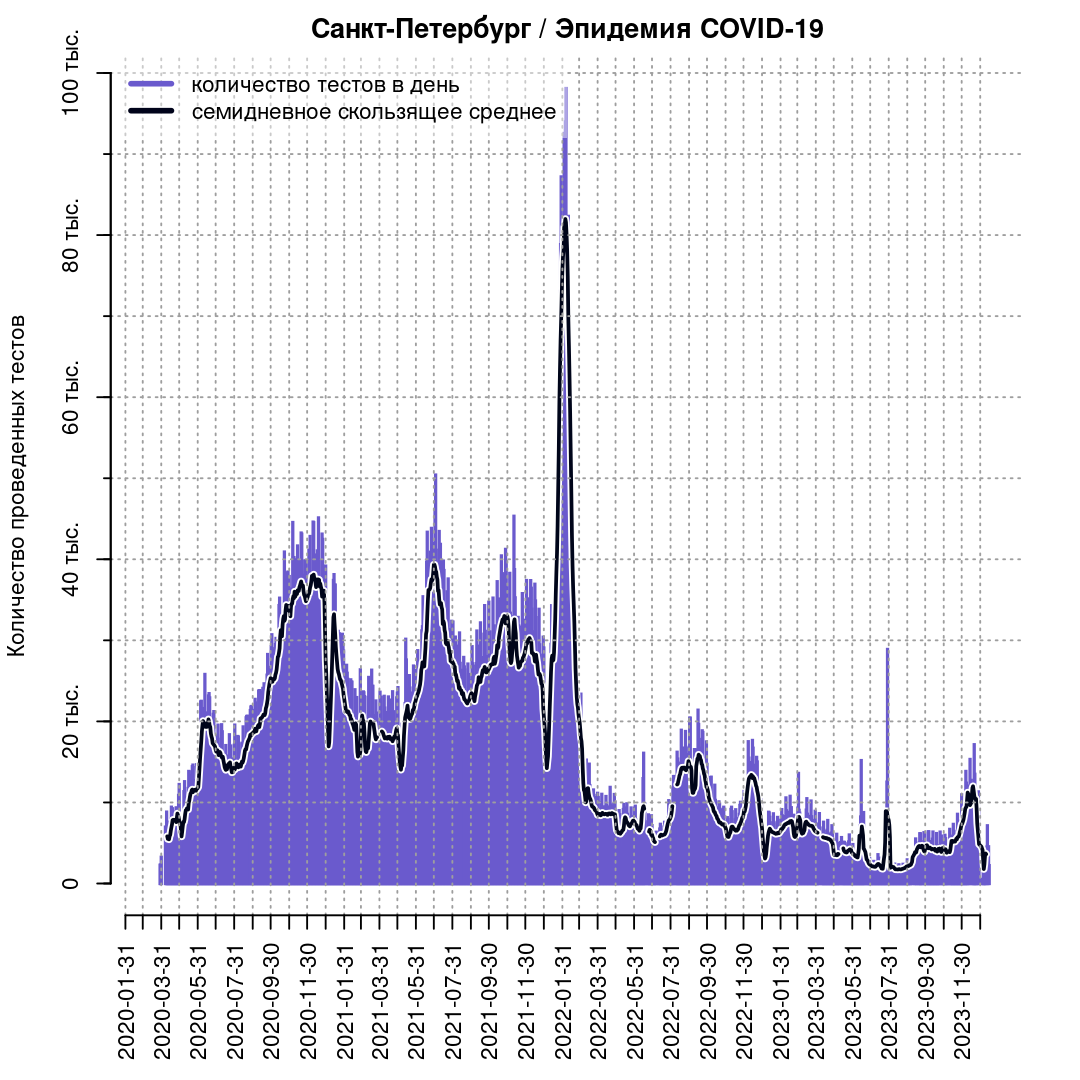 Санкт-Петербург / Эпидемия COVID-19
количество тестов в день
семидневное скользящее среднее
Количество проведенных тестов
100 тыс.
80 тыс.
60 тыс.
40 тыс.
20 тыс.
0
2020-01-31
2020-03-31
2020-05-31
2020-07-31
2020-09-30
2020-11-30
2021-01-31
2021-03-31
2021-05-31
2021-07-31
2021-09-30
2021-11-30
2022-01-31
2022-03-31
2022-05-31
2022-07-31
2022-09-30
2022-11-30
2023-01-31
2023-03-31
2023-05-31
2023-07-31
2023-09-30
2023-11-30